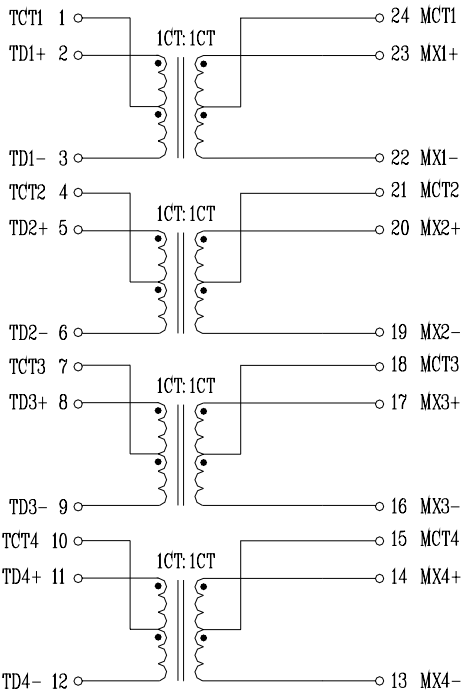 TCT1 1 24 MCT1
1CT:1CT
TD1+ 2 23 MX1+
TD1- 3 22 MX1-
TCT2 4 21 MCT2
1CT:1CT
TD2+ 5 20 MX2+
TD2- 6 19 MX2-
TCT3 7 18 MCT3
1CT:1CT
TD3+ 8 17 MX3+
TD3- 9 16 MX3-
TCT4 10 15 MCT4
1CT:1CT
TD4+ 11 14 MX4+
TD4- 12 13 MX4-